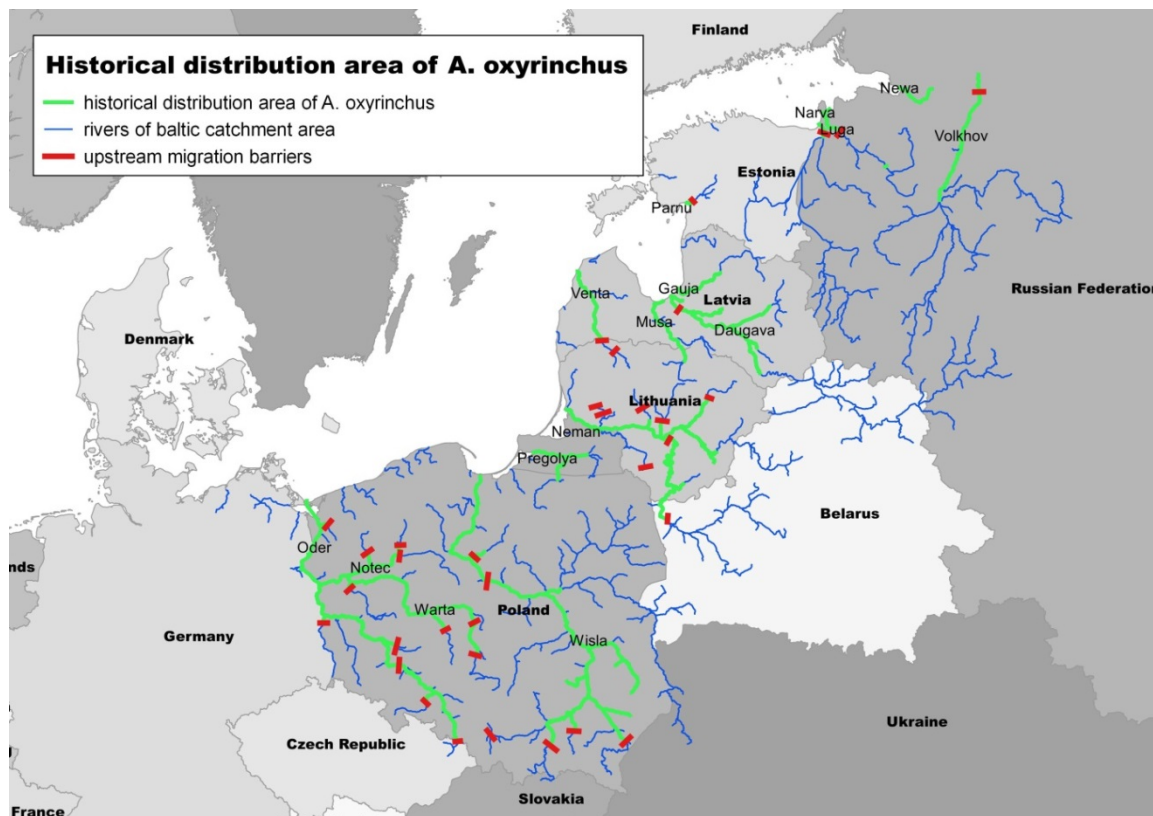 Historical distribution area of A. oxyrinchus
historical distribution area of A. oxyrinchus
rivers of baltic catchment area
upstream migration barriers
Finland
Newa
Narva
Luga
Volkhov
Estonia
Parnu
Russian Federation
Venta
Gauja
Latvia
Musa
Daugava
Denmark
Lithuania
Neman
Pregolya
Belarus
Oder
nds
Notec
Warta
Poland
Germany
Wisla
Ukraine
Czech Republic
Slovakia
France